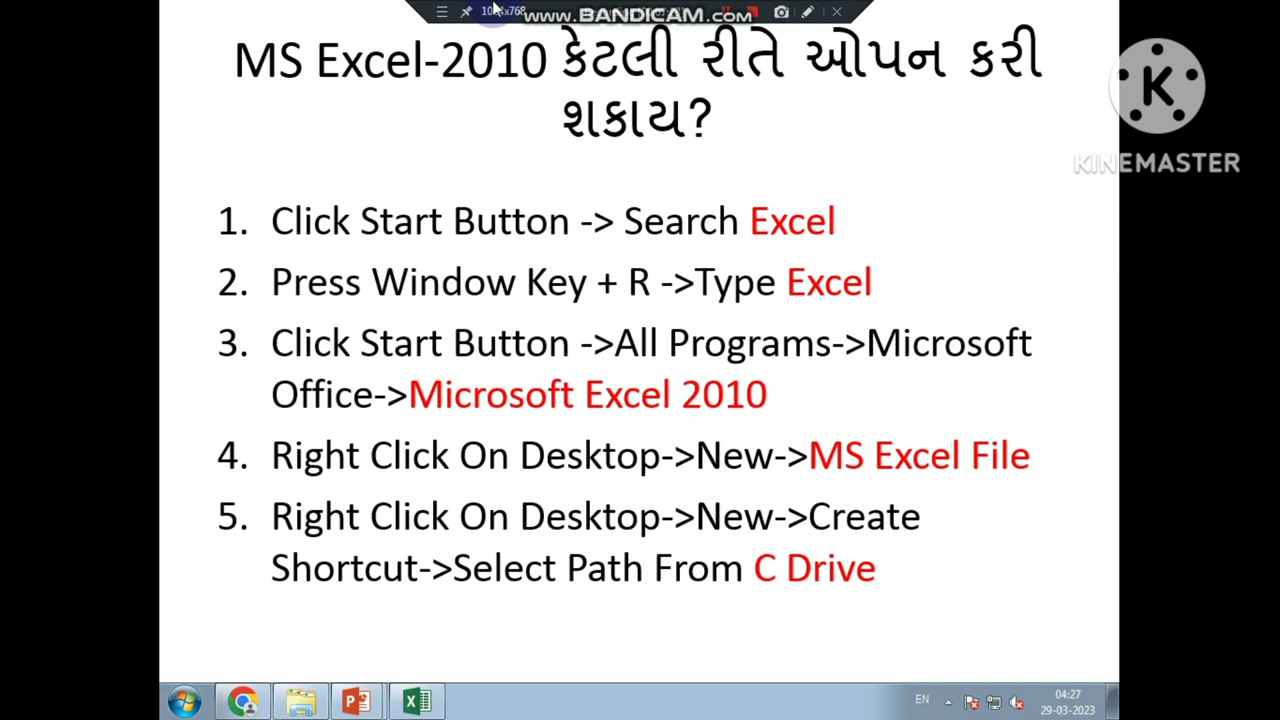 www.BANDICAM.com
MS Excel-2010 કેટલી રીતે ઓપન કરી
શકાય?
K
KINEMASTER
1. Click Start Button -> Search Excel
2. Press Window Key + R ->Type Excel
3. Click Start Button ->All Programs->Microsoft
Office->Microsoft Excel 2010
4. Right Click On Desktop->New->MS Excel File
5. Right Click On Desktop->New->Create
Shortcut->Select Path From C Drive
EN
04:27
29-03-2023